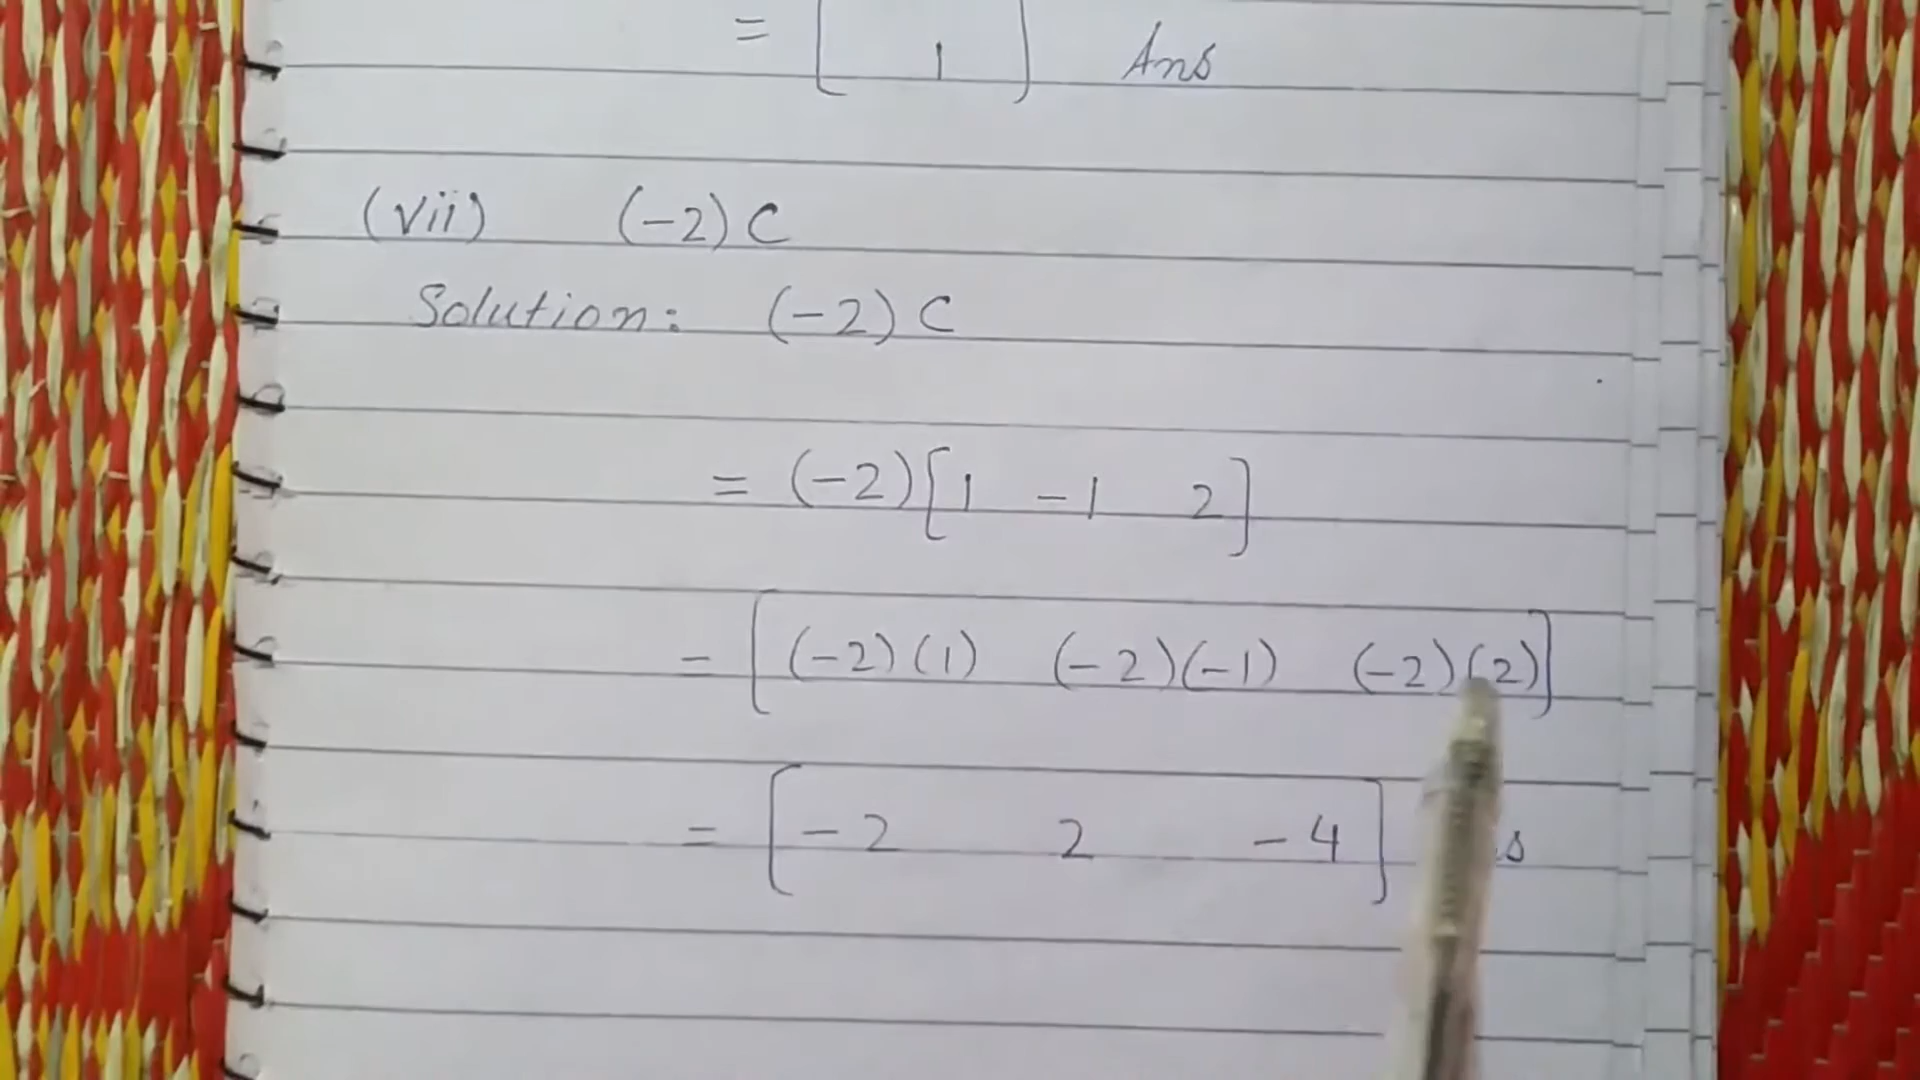 = [ 1 ] Ans
(vii) (-2) C
Solution: (-2) C
= (-2) [1 -1 2]
= [(-2)(1) (-2)(-1) (-2)(2)]
= [-2 2 -4]